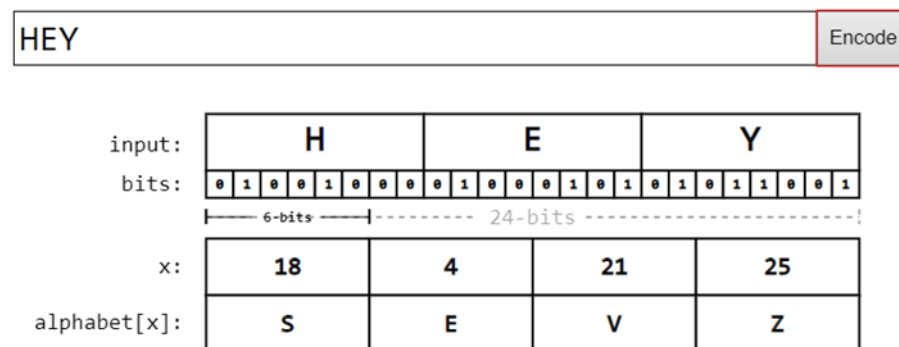 HEY Encode
input: H E Y
bits: 0 1 0 0 1 0 0 0 0 1 0 0 0 1 0 1 0 1 0 1 1 0 0 1
6-bits 24-bits
x: 18 4 21 25
alphabet[x]: S E V Z